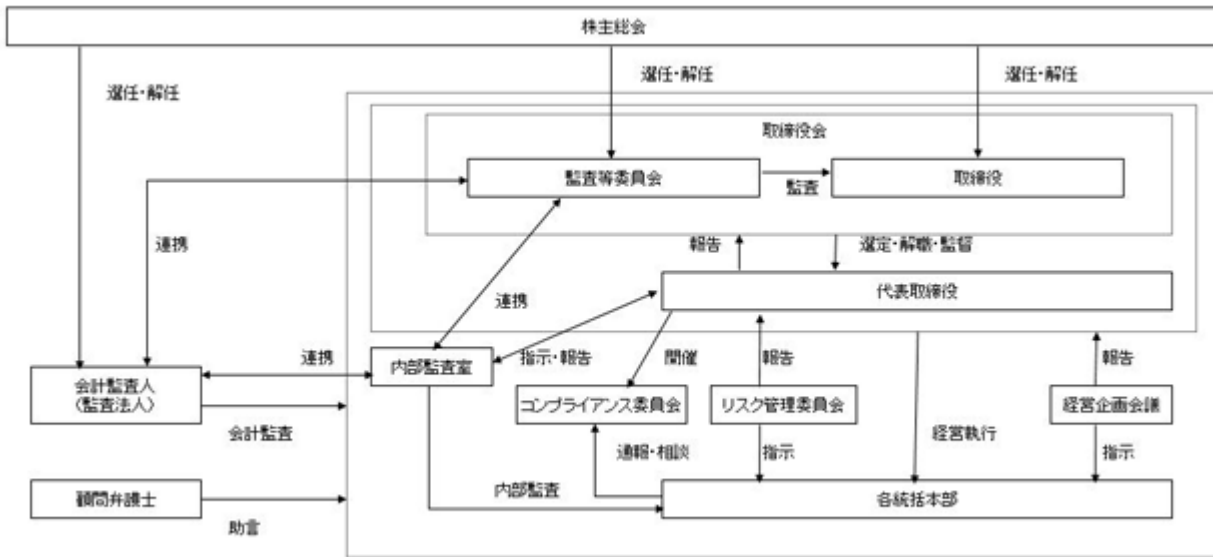 株主総会
選任・解任
選任・解任
選任・解任
取締役会
監査等委員会
監査
取締役
連携
報告
選定・解職・監督
連携
代表取締役
連携
内部監査室
指示・報告
開催
報告
報告
会計監査人
（監査法人）
コンプライアンス委員会
リスク管理委員会
経営企画会議
会計監査
通報・相談
指示
経営執行
指示
内部監査
顧問弁護士
各統括本部
助言